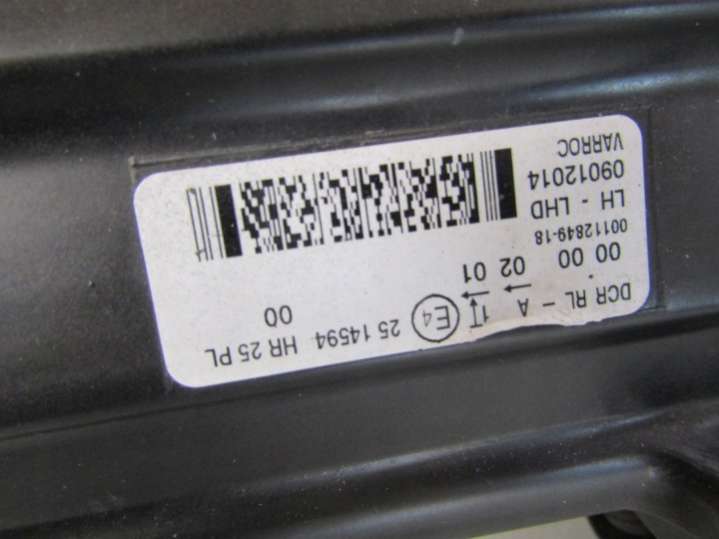 DCR RL - A 1T E4 25 14594 HR 25 PL
00 00 02 01 00
00112849-18
LH - LHD
09012014
VARROC